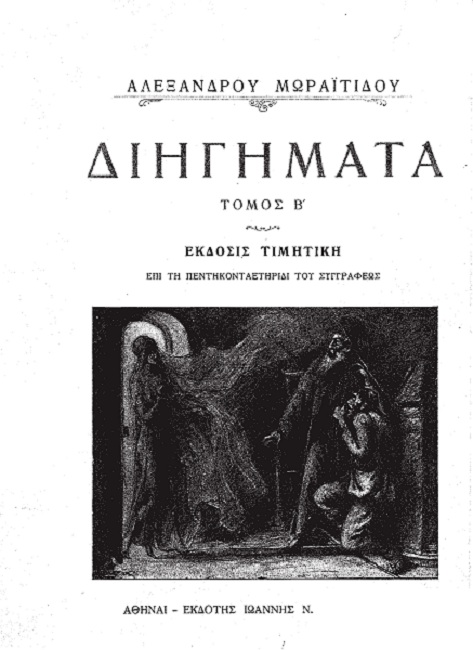 ΑΛΕΞΑΝΔΡΟΥ ΜΩΡΑΪΤΙΔΟΥ
ΔΙΗΓΗΜΑΤΑ
ΤΟΜΟΣ Β΄
ΕΚΔΟΣΙΣ ΤΙΜΗΤΙΚΗ
ΕΠΙ ΤΗ ΠΕΝΤΗΚΟΝΤΑΕΤΗΡΙΔΙ ΤΟΥ ΣΥΓΓΡΑΦΕΩΣ
ΑΘΗΝΑΙ - ΕΚΔΟΤΗΣ ΙΩΑΝΝΗΣ Ν.